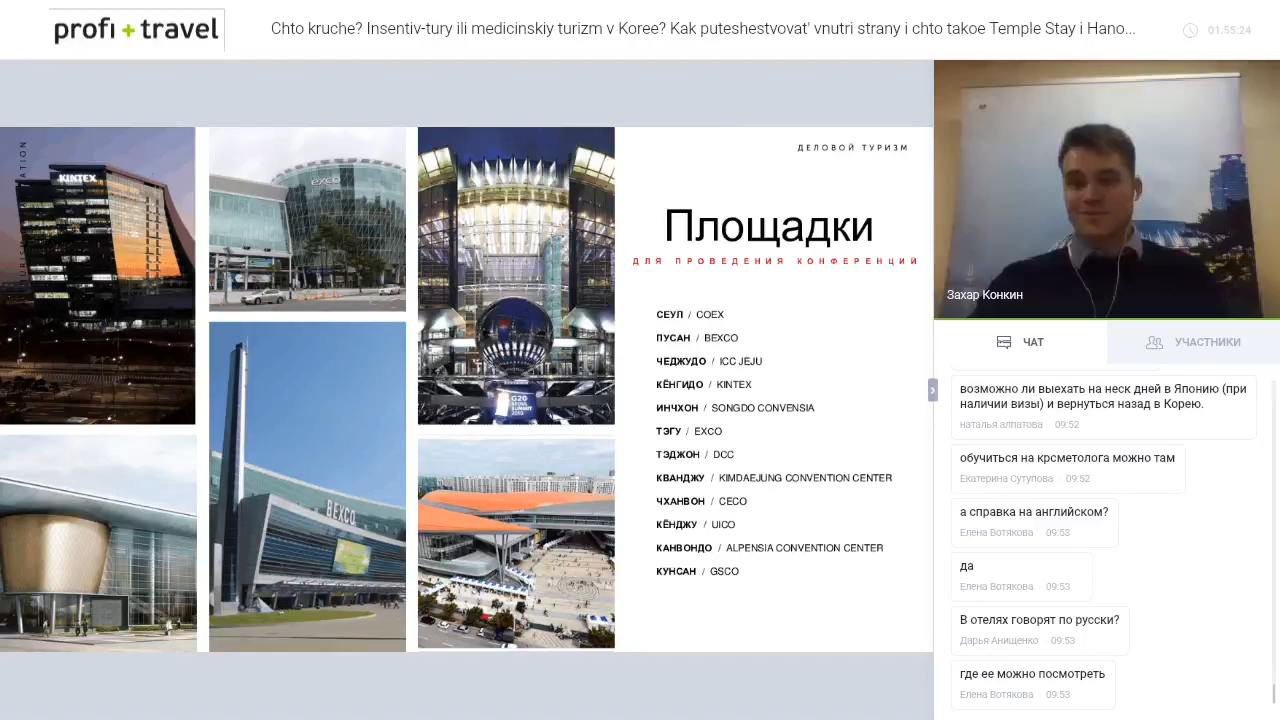 profi + travel
Chto kruche? Insentiv-tury ili medicinskiy turizm v Koree? Kak puteshestvovat' vnutri strany i chto takoe Temple Stay i Hano...
01:55:24
ATION
KINTEX
exco
BEXCO
G20
SEOUL
SUMMIT
2010
ДЕЛОВОЙ ТУРИЗМ
Площадки
ДЛЯ ПРОВЕДЕНИЯ КОНФЕРЕНЦИЙ
СЕУЛ / COEX
ПУСАН / BEXCO
ЧЕДЖУДО / ICC JEJU
КЁНГИДО / KINTEX
ИНЧХОН / SONGDO CONVENSIA
ТЭГУ / EXCO
ТЭДЖОН / DCC
КВАНДЖУ / KIMDAEJUNG CONVENTION CENTER
ЧХАНВОН / CECO
КЁНДЖУ / UICO
КАНВОНДО / ALPENSIA CONVENTION CENTER
КУНСАН / GSCO
Захар Конкин
ЧАТ
УЧАСТНИКИ
возможно ли выехать на неск дней в Японию (при
наличии визы) и вернуться назад в Корею.
наталья алпатова · 09:52
обучиться на крсметолога можно там
Екатерина Сутупова · 09:52
а справка на английском?
Елена Вотякова · 09:53
да
Елена Вотякова · 09:53
В отелях говорят по русски?
Дарья Анищенко · 09:53
где ее можно посмотреть
Елена Вотякова · 09:53